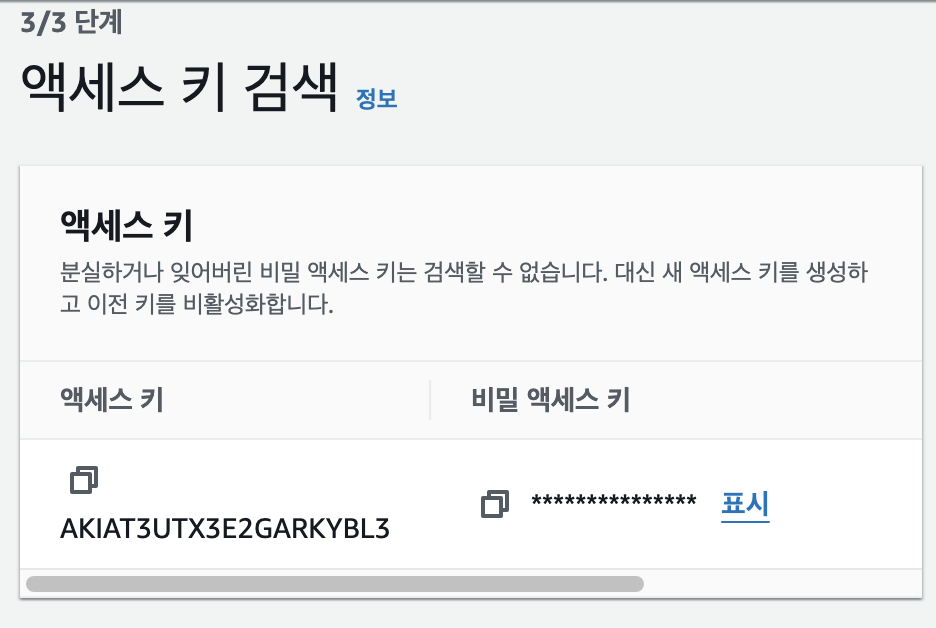 3/3 단계
액세스 키 검색 정보
액세스 키
분실하거나 잊어버린 비밀 액세스 키는 검색할 수 없습니다. 대신 새 액세스 키를 생성하
고 이전 키를 비활성화합니다.
액세스 키 비밀 액세스 키
*************** 표시
AKIAT3UTX3E2GARKYBL3